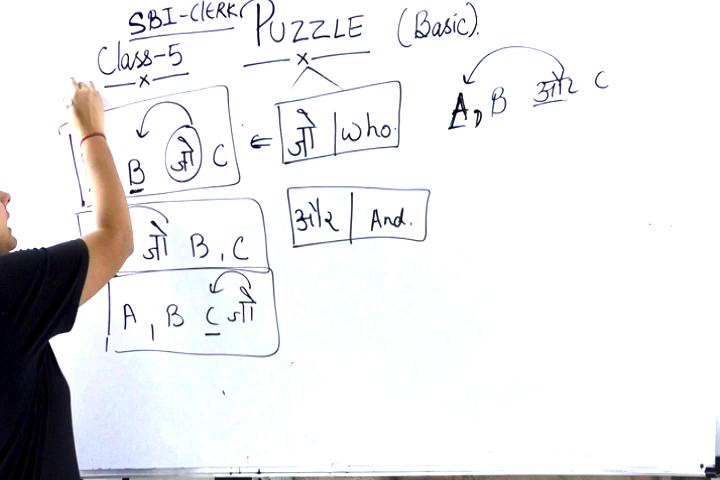 SBI-CLERK
Class-5
PUZZLE (Basic).
B जो C
जो | Who.
A, B और C
जो B, C
और | And.
A, B C जो